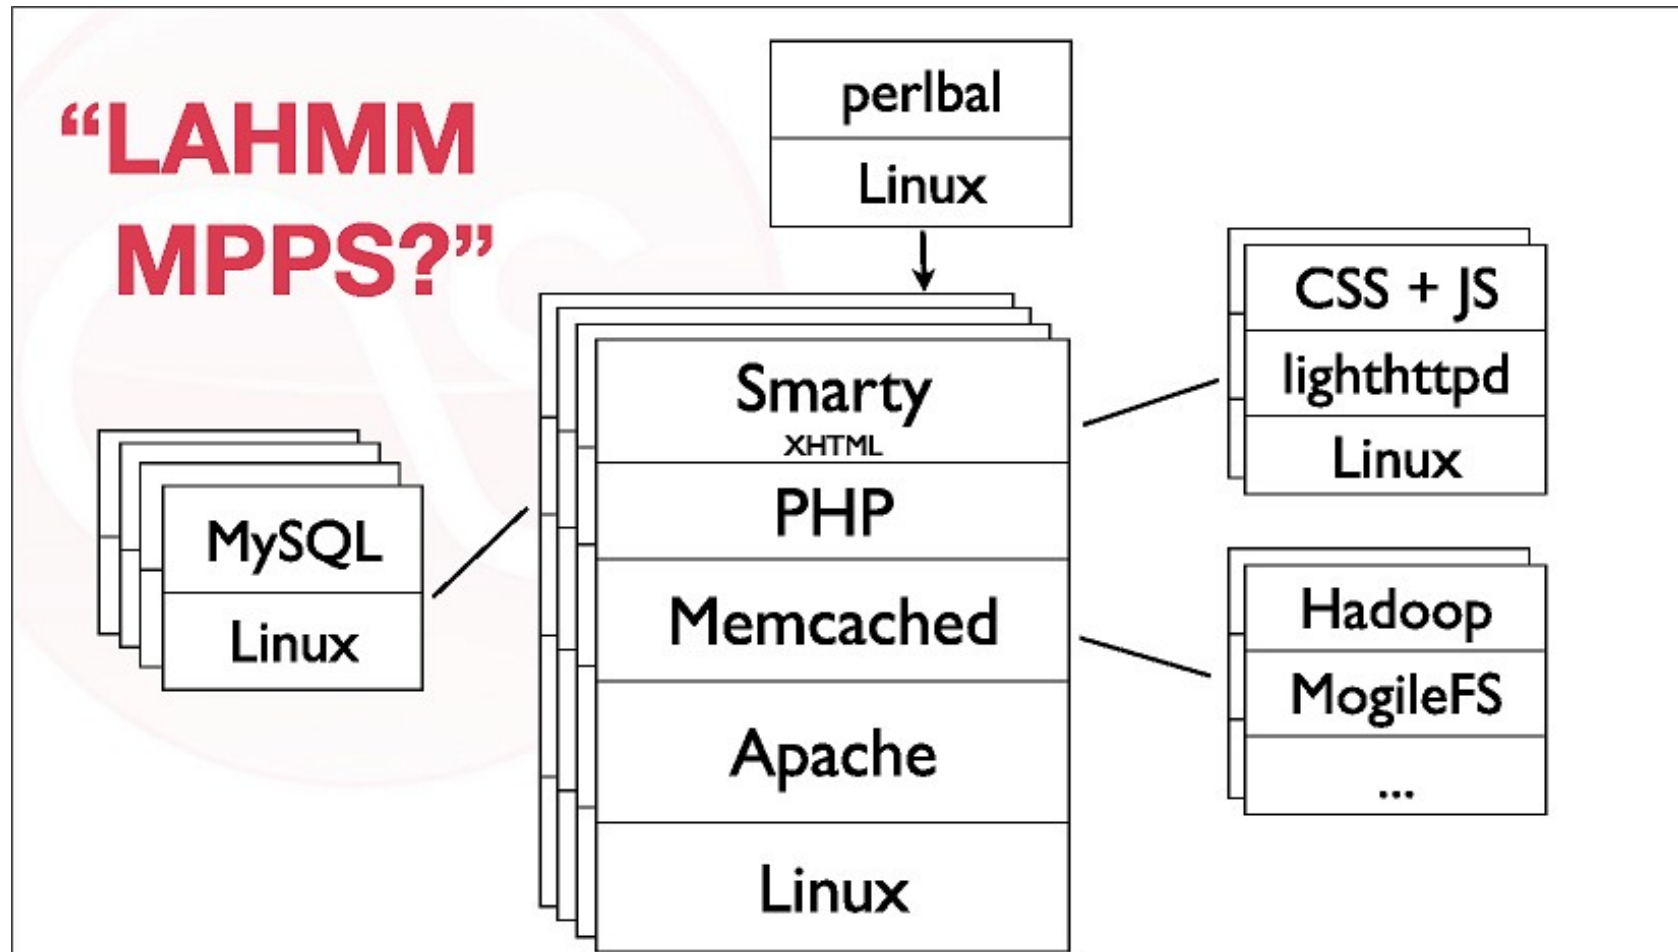 “LAHMM
MPPS?”
perlbal
Linux
Smarty
XHTML
PHP
Memcached
Apache
Linux
MySQL
Linux
CSS + JS
lighthttpd
Linux
Hadoop
MogileFS
...